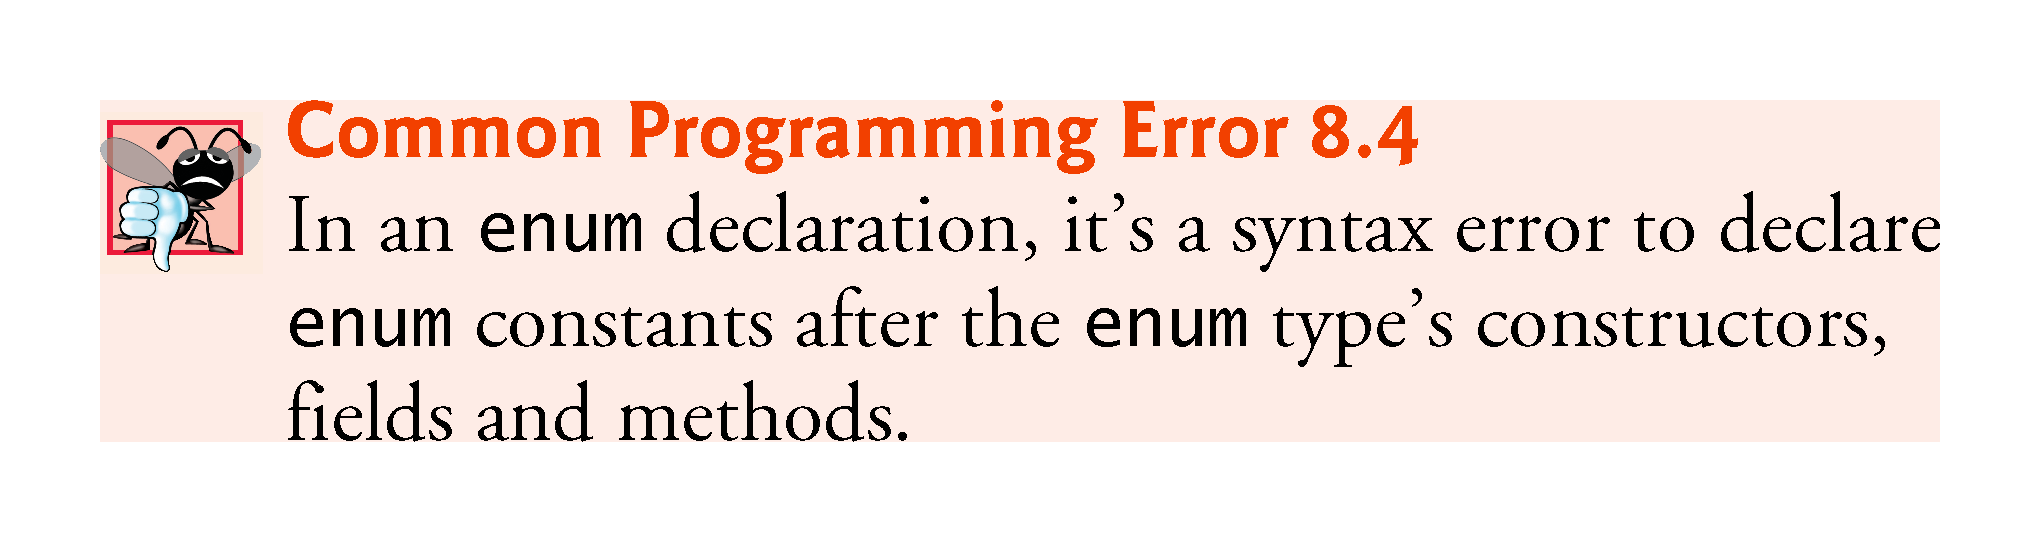 Common Programming Error 8.4
In an enum declaration, it’s a syntax error to declare
enum constants after the enum type’s constructors,
fields and methods.